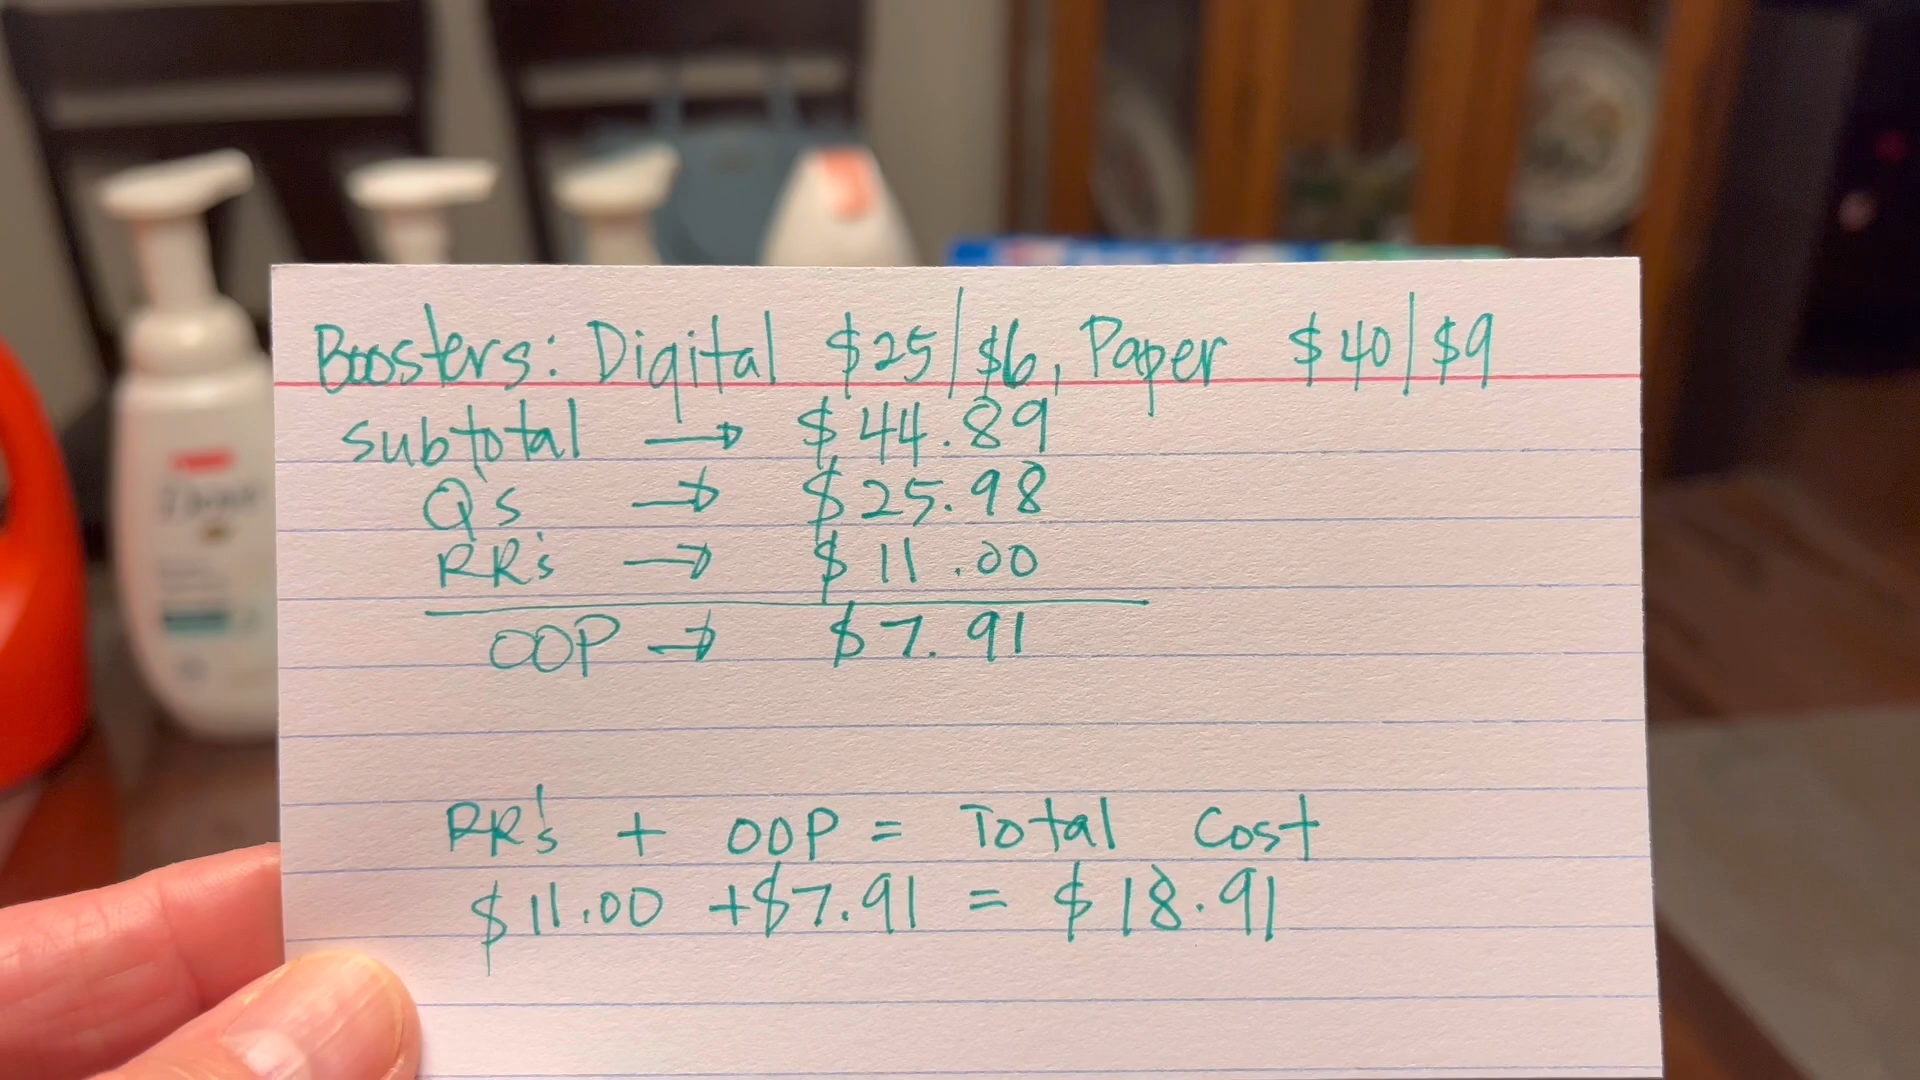 Boosters: Digital $25/$6, Paper $40/$9
Subtotal → $44.89
Q's → $25.98
RR's → $11.00
OOP → $7.91
RR's + OOP = Total Cost
$11.00 + $7.91 = $18.91
Dove